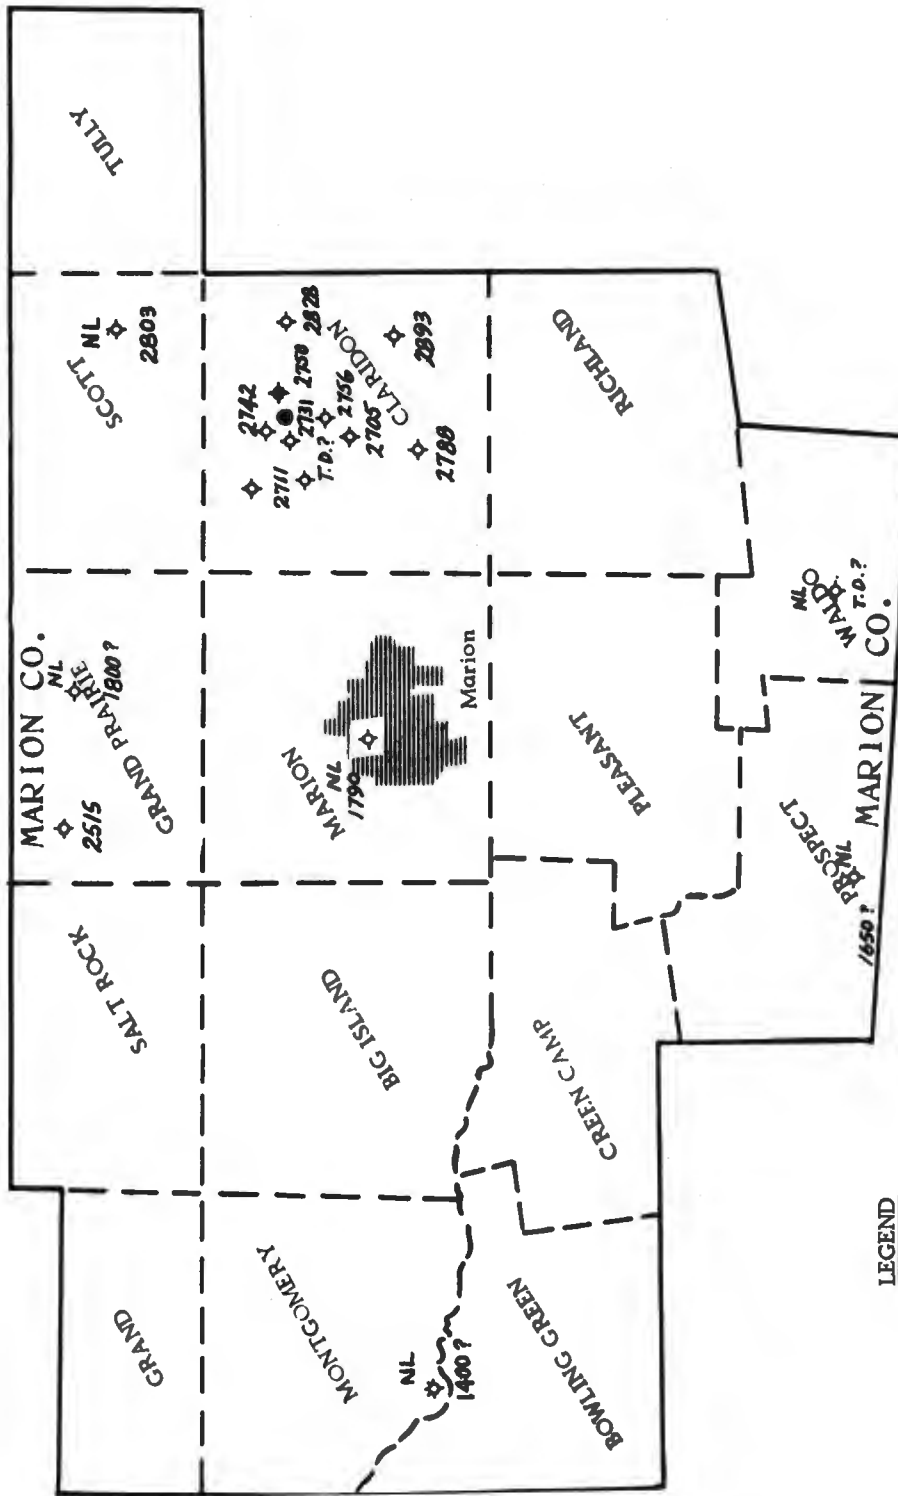 MARION CO.
GRAND
SALT ROCK
GRAND PRAIRIE
2515
NL
1800?
SCOTT
NL
2803
TULLY
MONTGOMERY
NL
1400?
BIG ISLAND
MARION
NL
1790
Marion
CLARIDON
2711
2742
2731
T.D.?
2750
2756
2705
2828
2893
2788
BOWLING GREEN
GREEN CAMP
PLEASANT
RICHLAND
PROSPECT
NL
1650?
WALDO
NL
T.D.?
MARION CO.
LEGEND